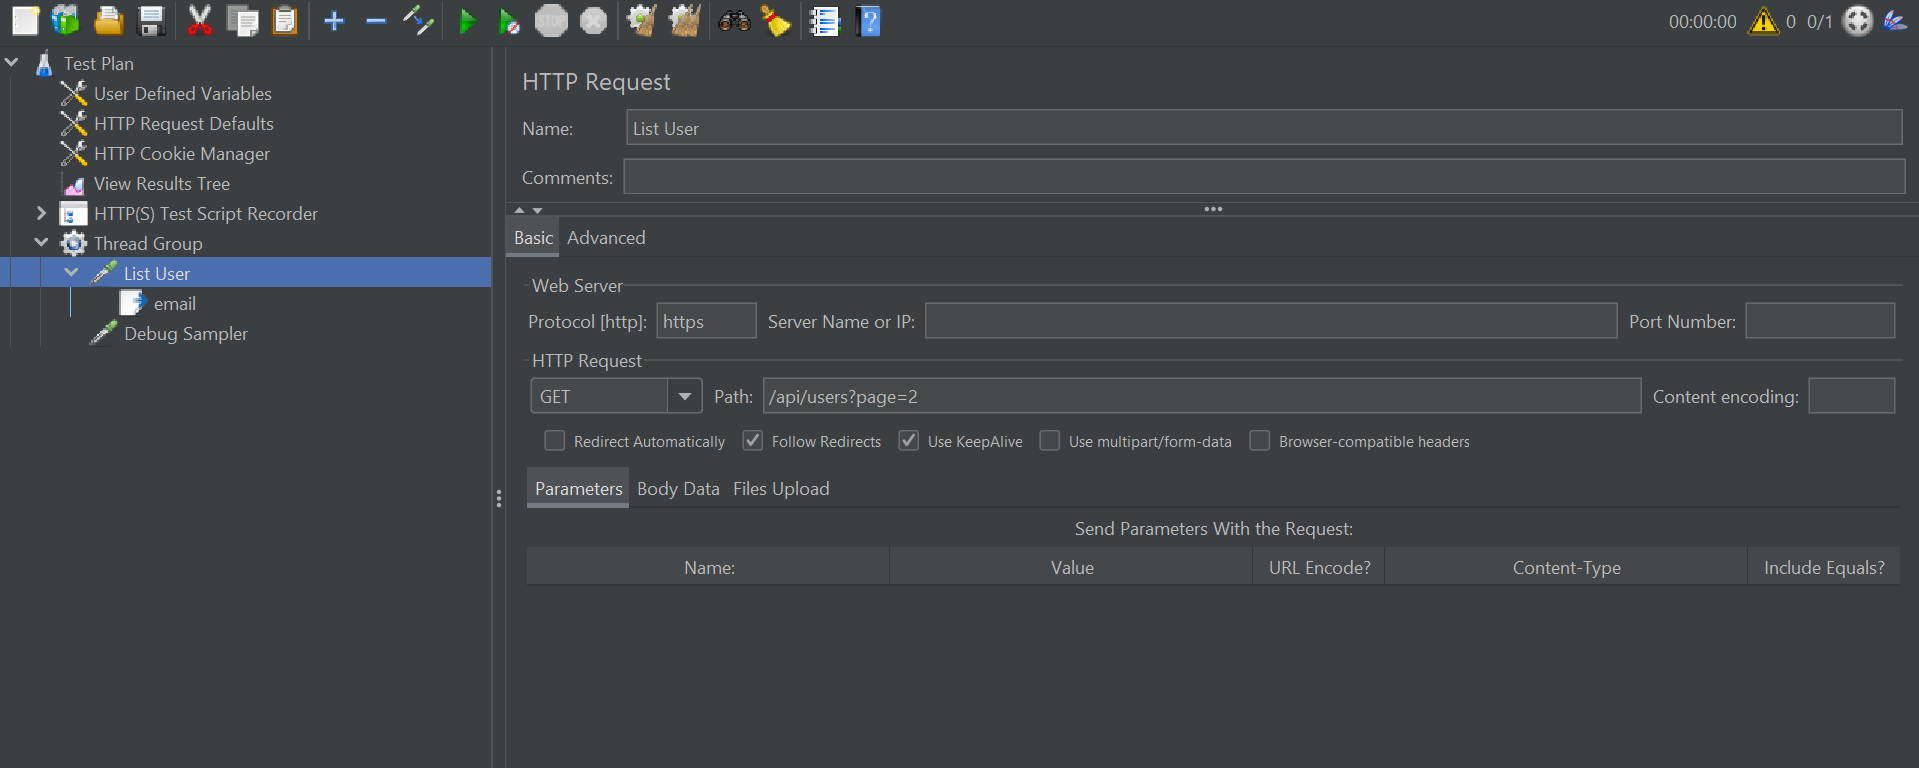 STOP
00:00:00 0 0/1
Test Plan
User Defined Variables
HTTP Request Defaults
HTTP Cookie Manager
View Results Tree
HTTP(S) Test Script Recorder
Thread Group
List User
email
Debug Sampler
HTTP Request
Name: List User
Comments:
Basic Advanced
Web Server
Protocol [http]: https Server Name or IP: Port Number:
HTTP Request
GET Path: /api/users?page=2 Content encoding:
Redirect Automatically Follow Redirects Use KeepAlive Use multipart/form-data Browser-compatible headers
Parameters Body Data Files Upload
Send Parameters With the Request:
Name: Value URL Encode? Content-Type Include Equals?